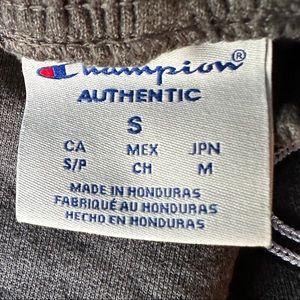 Champion®
AUTHENTIC
S
CA MEX JPN
S/P CH M
MADE IN HONDURAS
FABRIQUÉ AU HONDURAS
HECHO EN HONDURAS